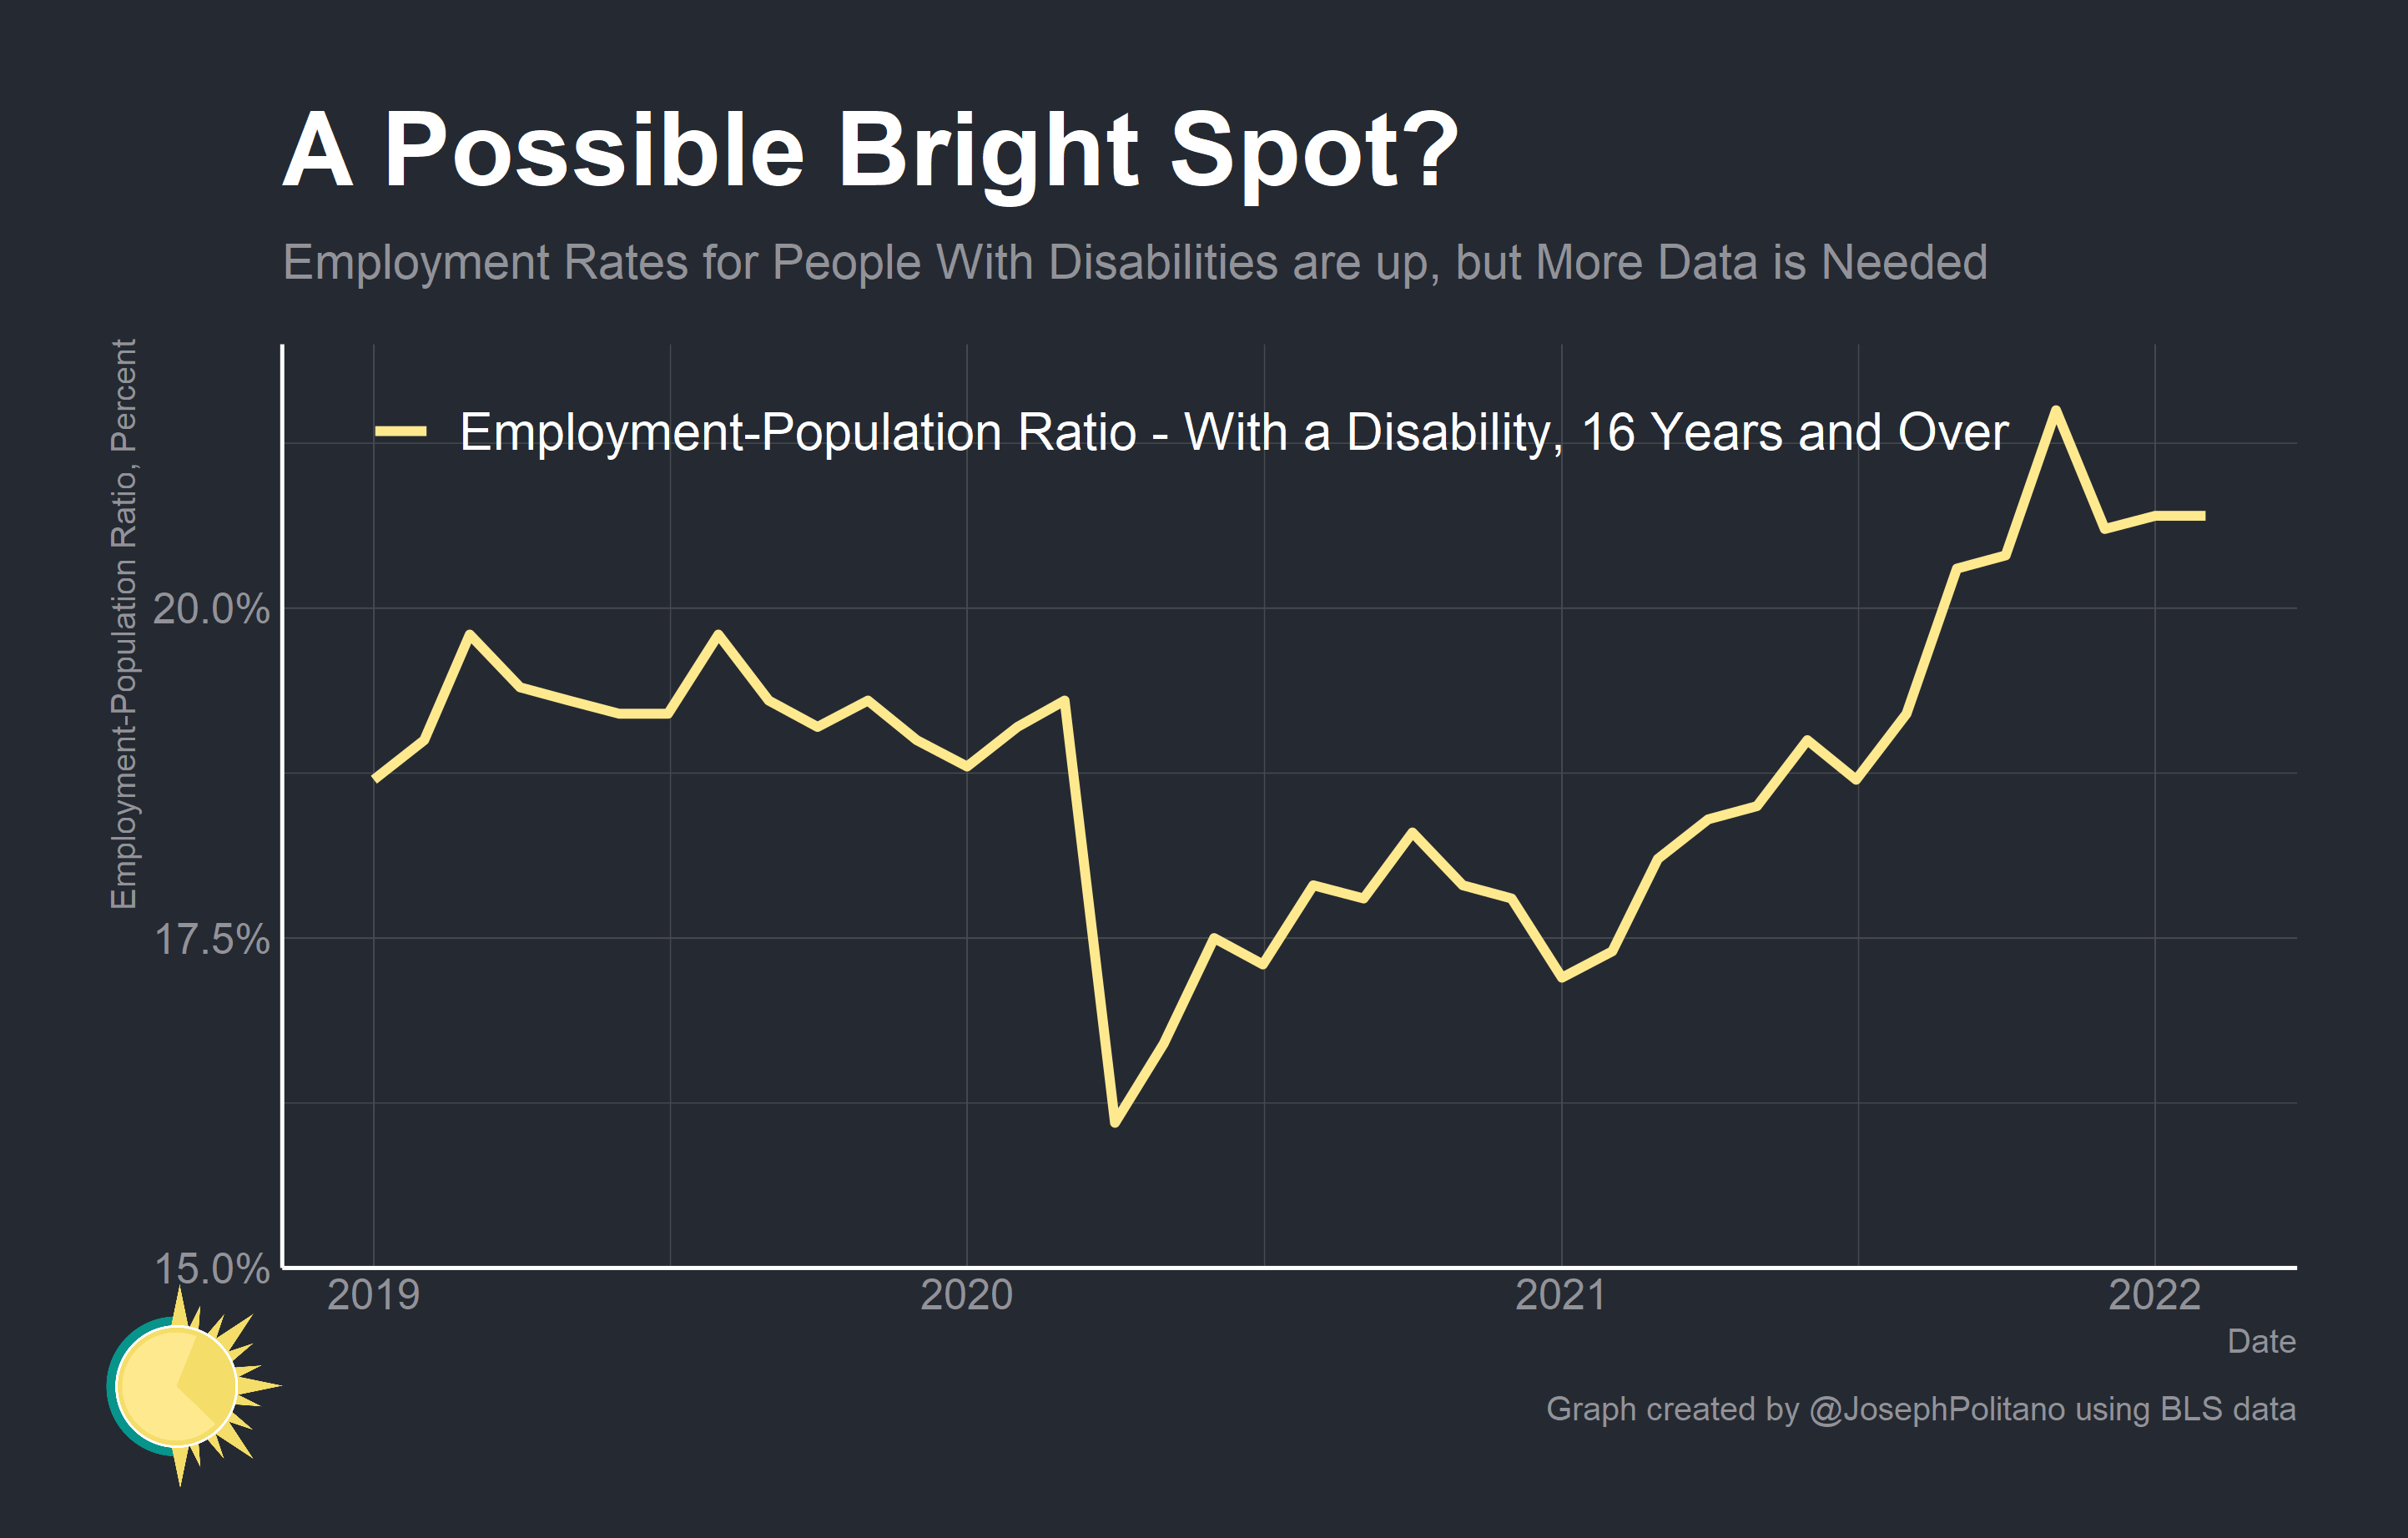 A Possible Bright Spot?
Employment Rates for People With Disabilities are up, but More Data is Needed
Employment-Population Ratio, Percent
Employment-Population Ratio - With a Disability, 16 Years and Over
20.0%
17.5%
15.0%
2019
2020
2021
2022
Date
Graph created by @JosephPolitano using BLS data